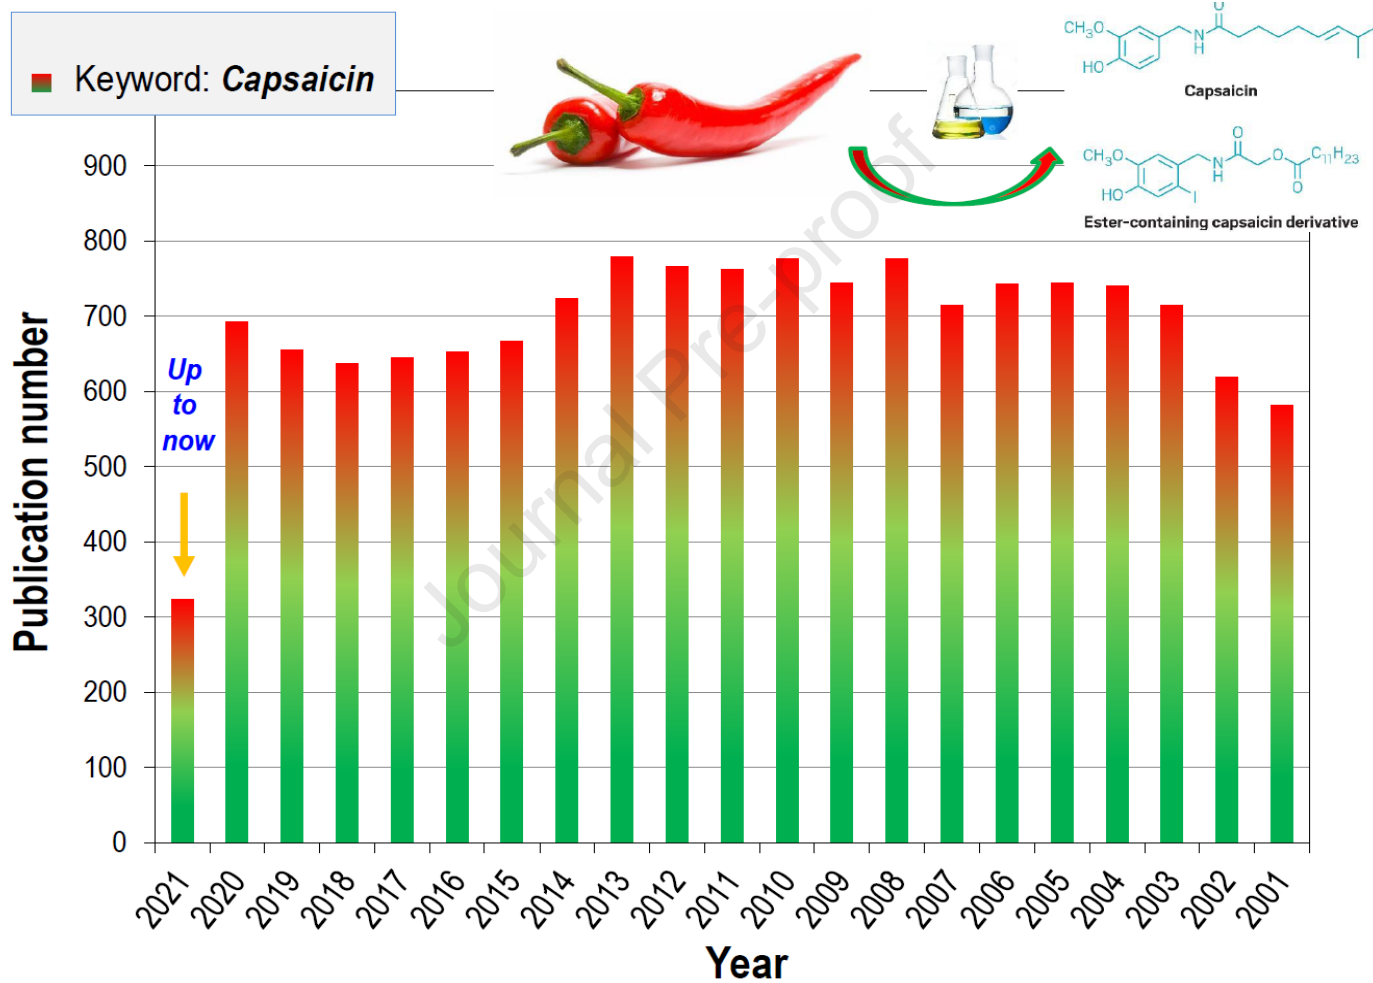 Keyword: Capsaicin
O
CH₃O
N
H
HO
Capsaicin
O
CH₃O
N
H
O
C₁₁H₂₃
O
HO
I
Ester-containing capsaicin derivative
Publication number
900
800
700
600
500
400
300
200
100
0
Up
to
now
Journal Pre-proof
2021 2020 2019 2018 2017 2016 2015 2014 2013 2012 2011 2010 2009 2008 2007 2006 2005 2004 2003 2002 2001
Year